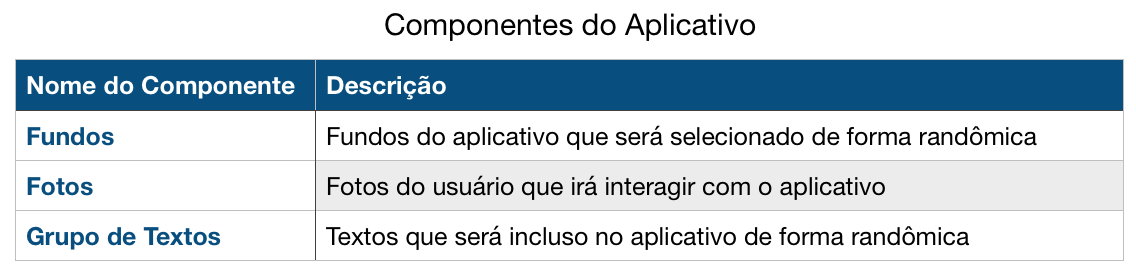 Componentes do Aplicativo
Nome do Componente Descrição
Fundos Fundos do aplicativo que será selecionado de forma randômica
Fotos Fotos do usuário que irá interagir com o aplicativo
Grupo de Textos Textos que será incluso no aplicativo de forma randômica